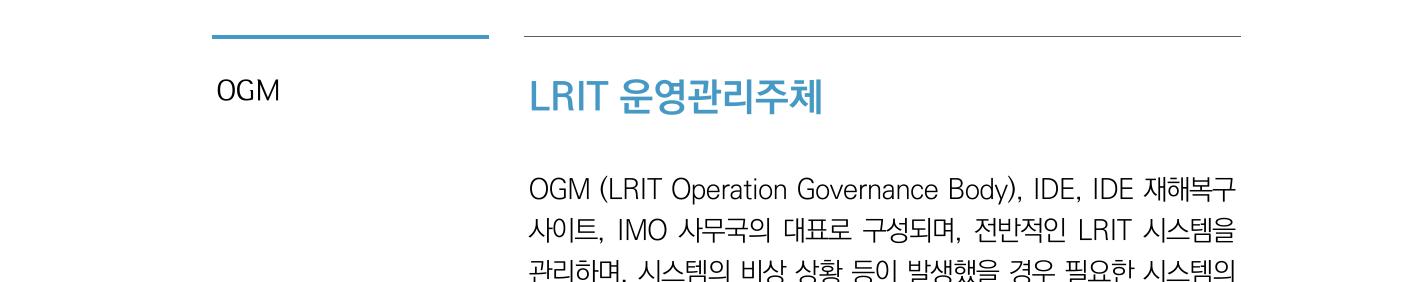 OGM
LRIT 운영관리주체
OGM (LRIT Operation Governance Body), IDE, IDE 재해복구
사이트, IMO 사무국의 대표로 구성되며, 전반적인 LRIT 시스템을
관리하며, 시스템의 비상 상황 등이 발생했을 경우 필요한 시스템의